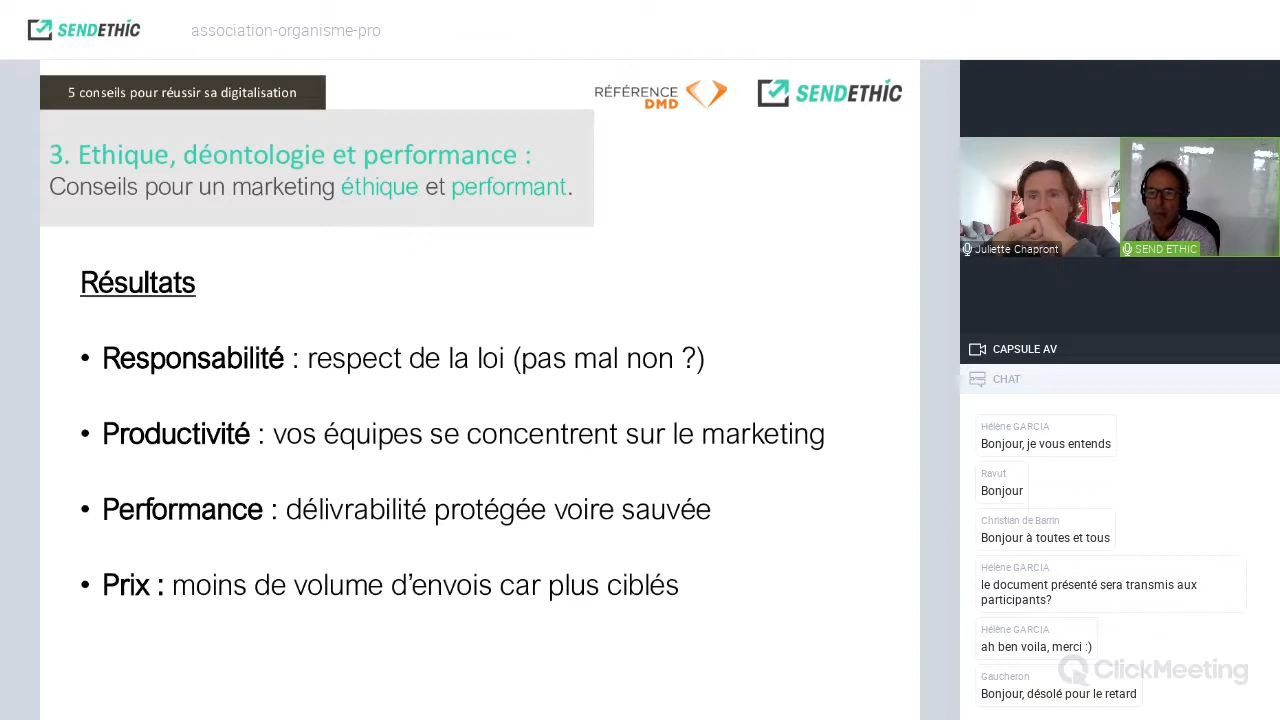 SENDETHIC
association-organisme-pro
5 conseils pour réussir sa digitalisation
RÉFÉRENCE
DMD
SENDETHIC
3. Ethique, déontologie et performance :
Conseils pour un marketing éthique et performant.
Résultats
• Responsabilité : respect de la loi (pas mal non ?)
• Productivité : vos équipes se concentrent sur le marketing
• Performance : délivrabilité protégée voire sauvée
• Prix : moins de volume d’envois car plus ciblés
Juliette Chapront
SEND ETHIC
CAPSULE AV
CHAT
Hélène GARCIA
Bonjour, je vous entends
Ravut
Bonjour
Christian de Barrin
Bonjour à toutes et tous
Hélène GARCIA
le document présenté sera transmis aux
participants?
Hélène GARCIA
ah ben voila, merci :)
Gaucheron
Bonjour, désolé pour le retard
ClickMeeting